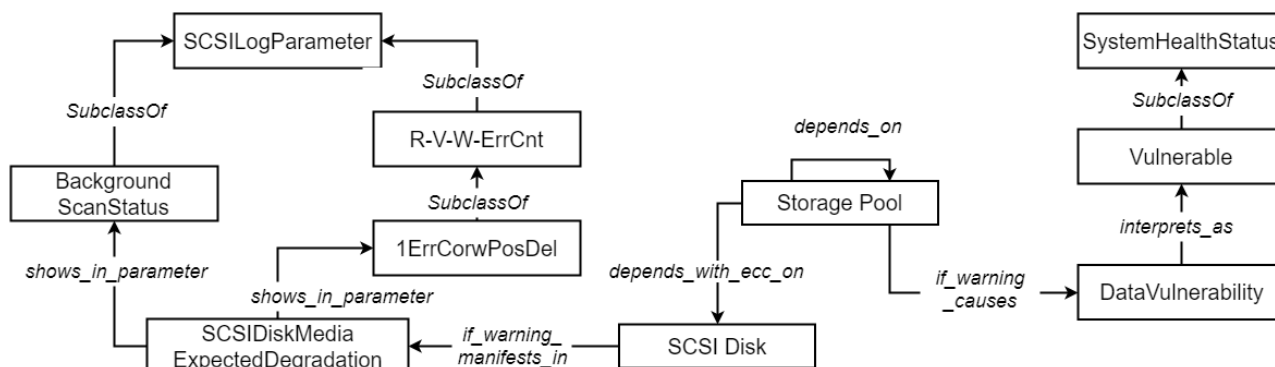 SCSILogParameter
SystemHealthStatus
SubclassOf
SubclassOf
SubclassOf
R-V-W-ErrCnt
depends_on
Vulnerable
Background
ScanStatus
SubclassOf
Storage Pool
interprets_as
1ErrCorwPosDel
shows_in_parameter
depends_with_ecc_on
if_warning
_causes
DataVulnerability
shows_in_parameter
SCSIDiskMedia
ExpectedDegradation
if_warning_
manifests_in
SCSI Disk